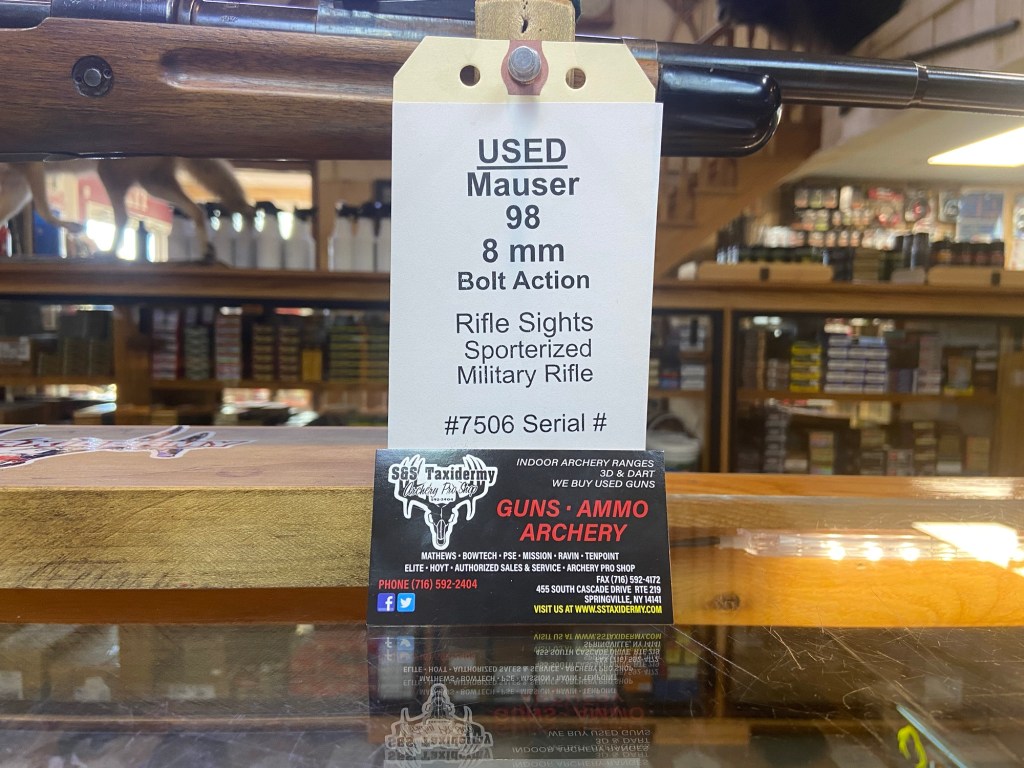 USED
Mauser
98
8 mm
Bolt Action
Rifle Sights
Sporterized
Military Rifle
#7506 Serial #
S&S Taxidermy
Archery Pro Shop
INDOOR ARCHERY RANGES
3D & DART
WE BUY USED GUNS
GUNS • AMMO
ARCHERY
MATHEWS • BOWTECH • PSE • MISSION • RAVIN • TENPOINT
ELITE • HOYT • AUTHORIZED SALES & SERVICE • ARCHERY PRO SHOP
PHONE (716) 592-2404
FAX (716) 592-4172
455 SOUTH CASCADE DRIVE RTE 219
SPRINGVILLE, NY 14141
VISIT US AT WWW.SSTAXIDERMY.COM